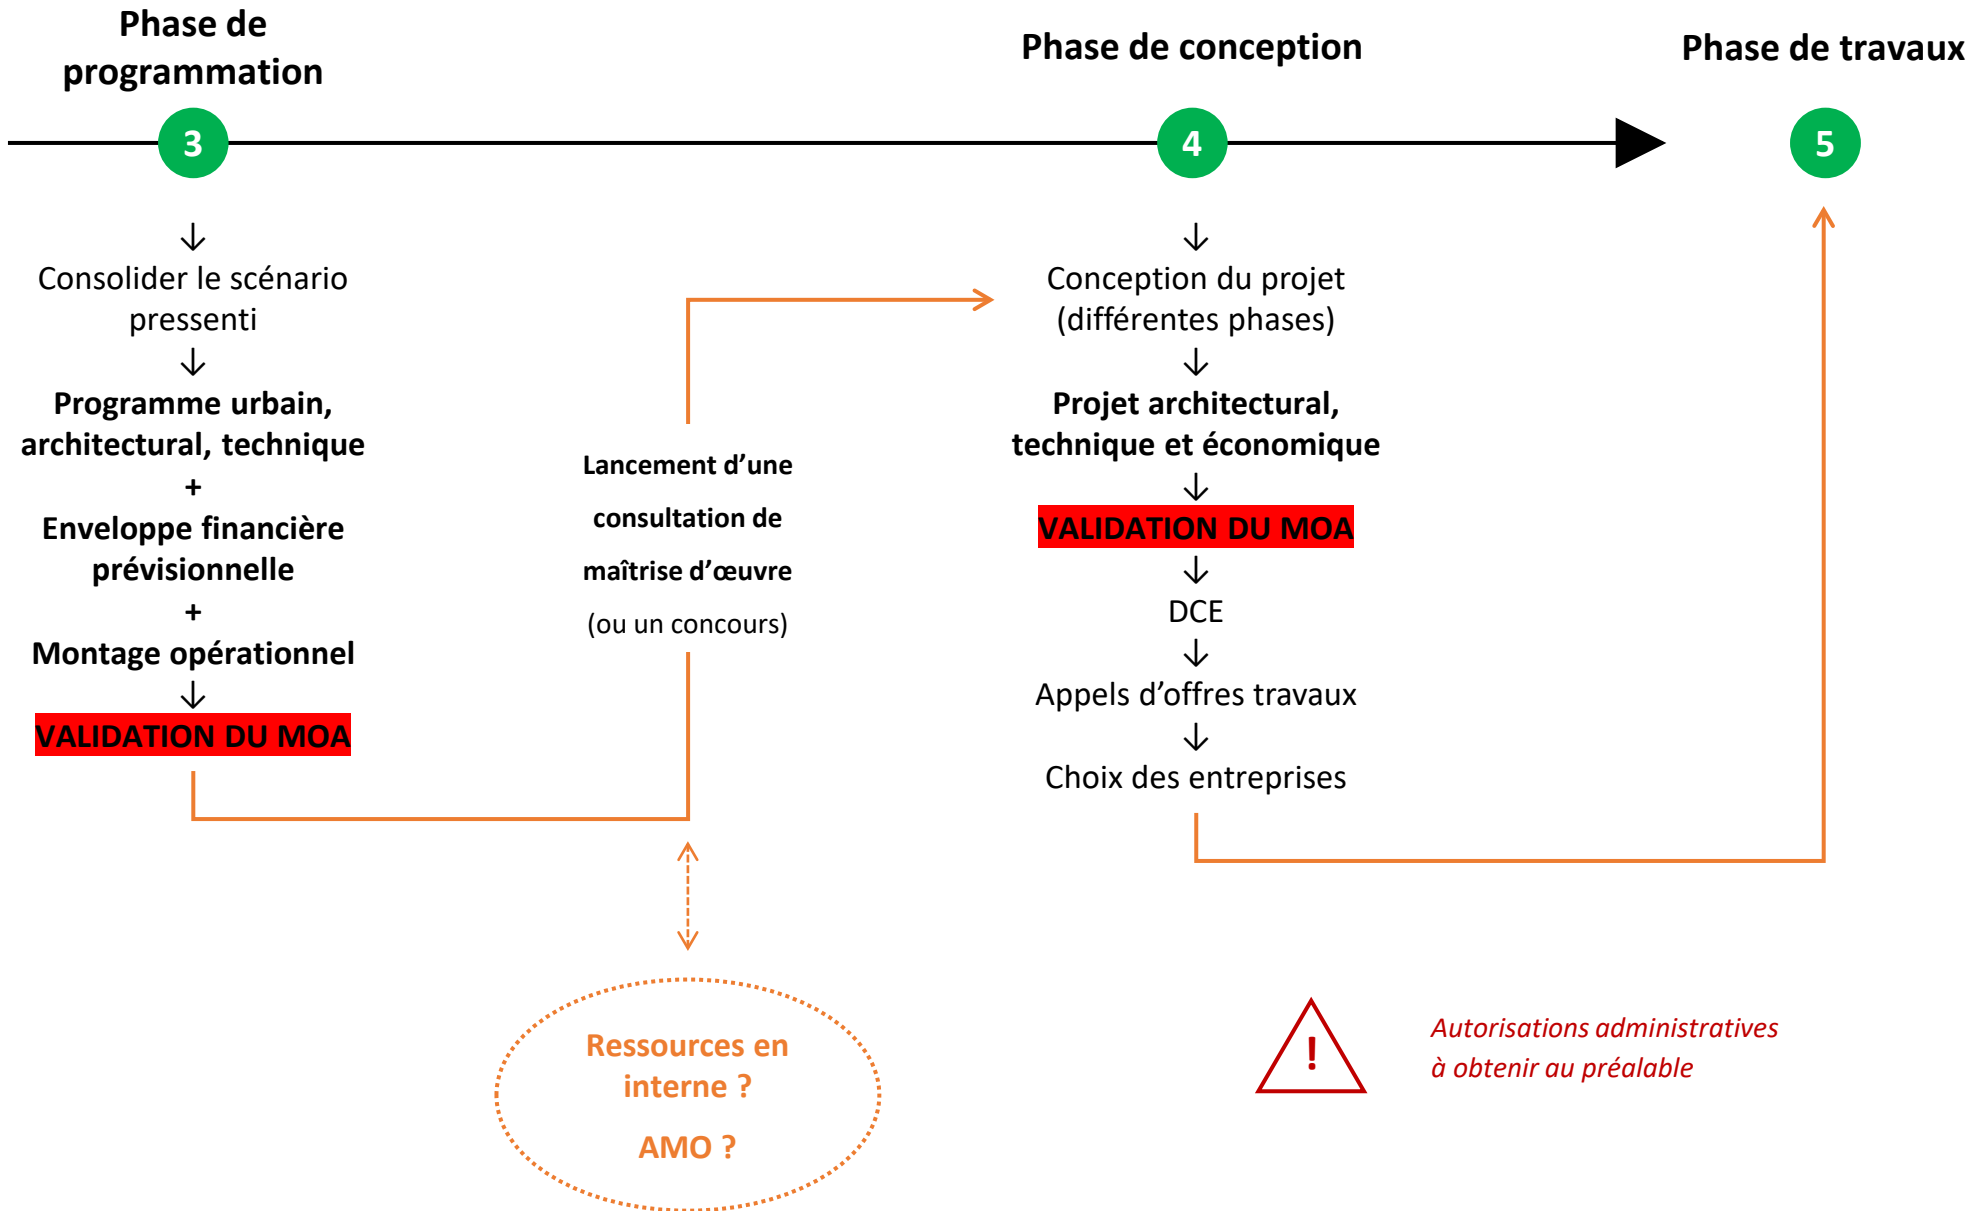 Phase de
programmation
3
Consolider le scénario
pressenti
Programme urbain,
architectural, technique
+
Enveloppe financière
prévisionnelle
+
Montage opérationnel
VALIDATION DU MOA
Lancement d’une
consultation de
maîtrise d’œuvre
(ou un concours)
Ressources en
interne ?
AMO ?
Phase de conception
4
Conception du projet
(différentes phases)
Projet architectural,
technique et économique
VALIDATION DU MOA
DCE
Appels d’offres travaux
Choix des entreprises
Phase de travaux
5
!
Autorisations administratives
à obtenir au préalable